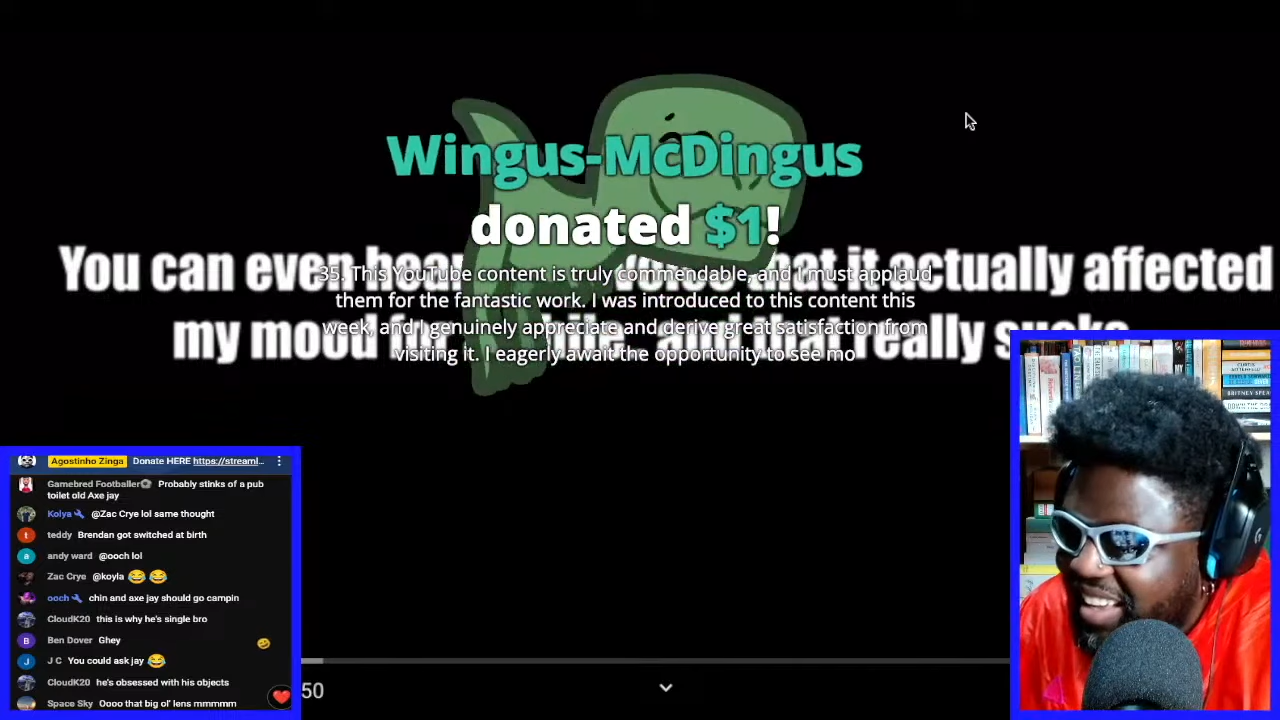 Wingus-McDingus
donated $1!
You can even hear that it actually affected
my mood and that really sucks
35. This YouTube content is truly commendable, and I must applaud
them for the fantastic work. I was introduced to this content this
week, and I genuinely appreciate and derive great satisfaction from
visiting it. I eagerly await the opportunity to see mo
Agostinho Zinga Donate HERE https://streaml...
Gamebred Footballer⚽ Probably stinks of a pub
toilet old Axe jay
Kolya @Zac Crye lol same thought
teddy Brendan got switched at birth
andy ward @ooch lol
Zac Crye @koyla 😂 😂
ooch chin and axe jay should go campin
CloudK20 this is why he's single bro
Ben Dover Ghey
J C You could ask jay 😂
CloudK20 he's obsessed with his objects
Space Sky Oooo that big ol' lens mmmmm
50
BRITNEY SPEARS